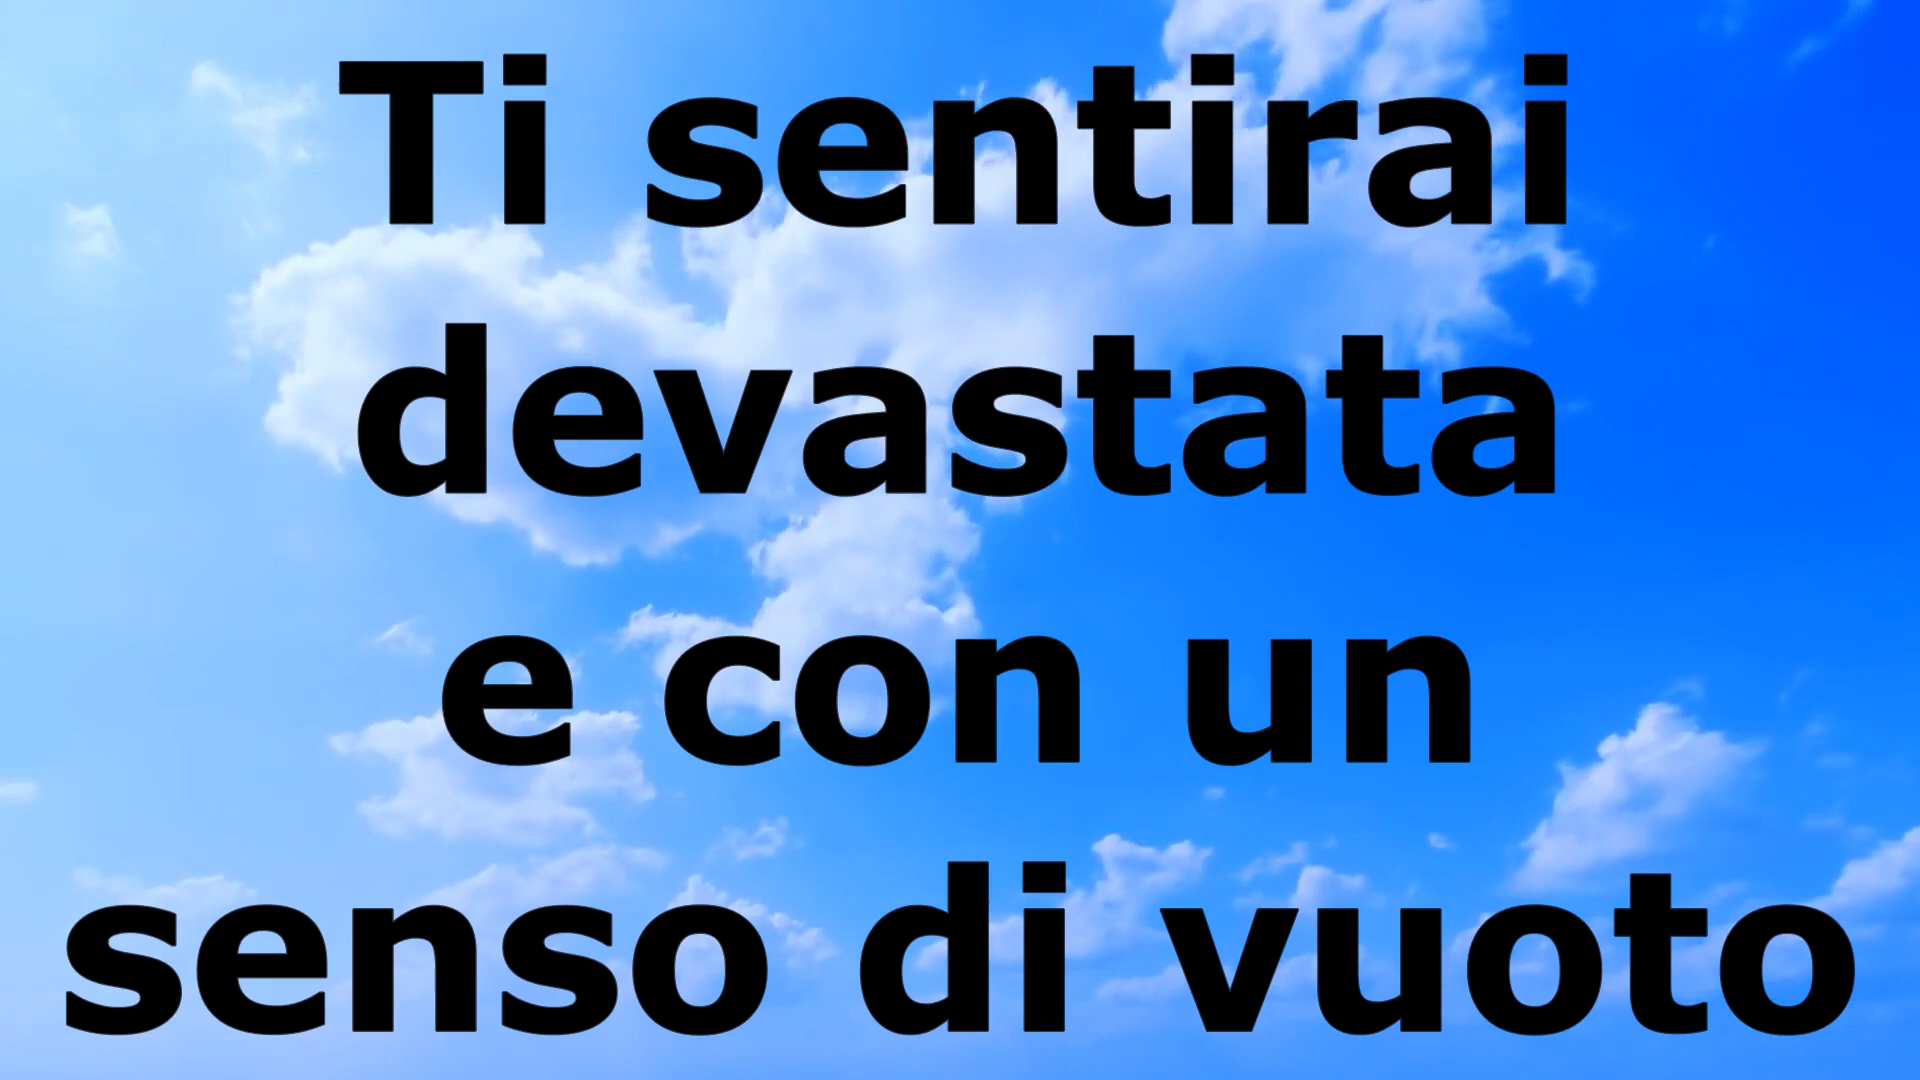 Ti sentirai
devastata
e con un
senso di vuoto